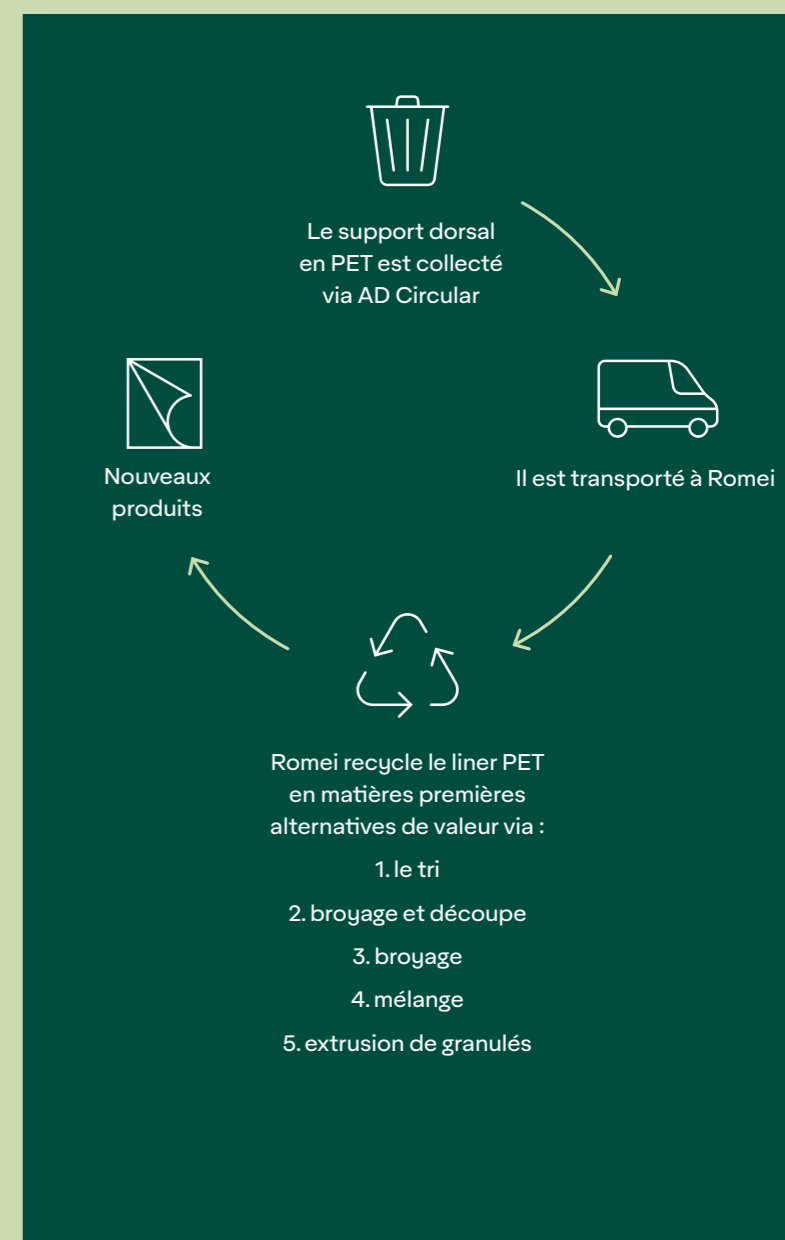 Le support dorsal
en PET est collecté
via AD Circular
Il est transporté à Romei
Romei recycle le liner PET
en matières premières
alternatives de valeur via :
1. le tri
2. broyage et découpe
3. broyage
4. mélange
5. extrusion de granulés
Nouveaux
produits